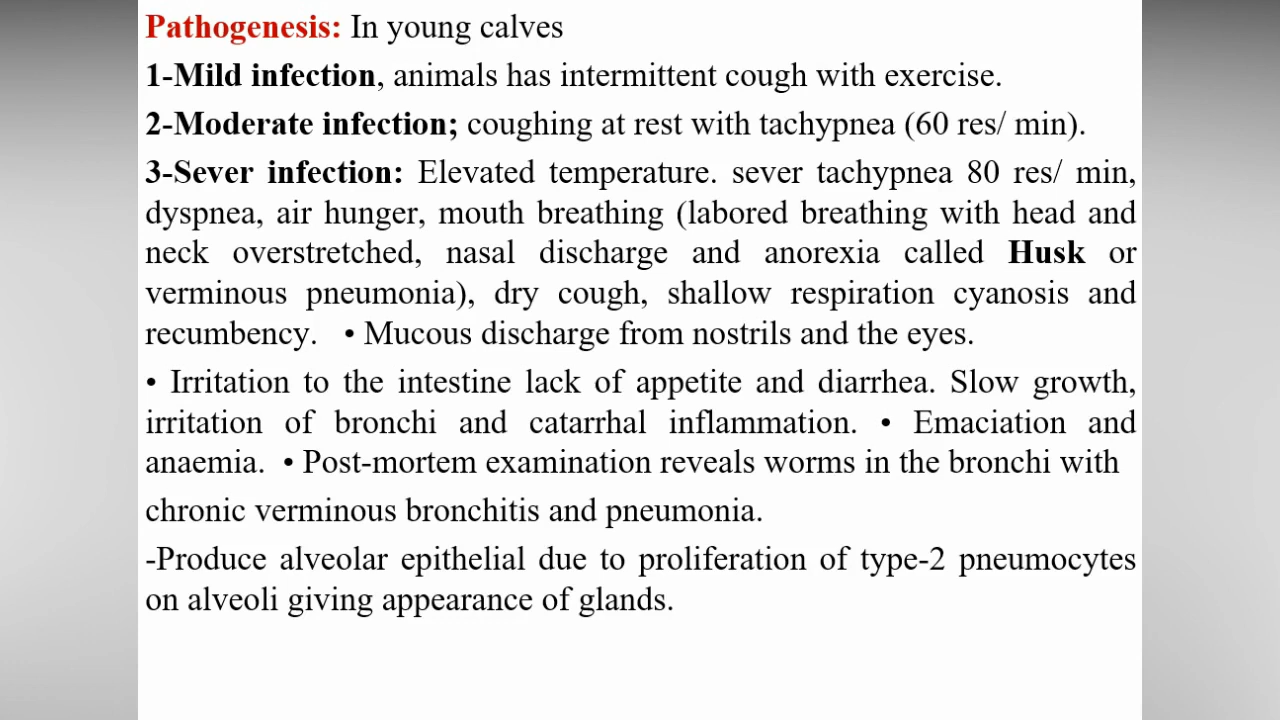 Pathogenesis: In young calves
1-Mild infection, animals has intermittent cough with exercise.
2-Moderate infection; coughing at rest with tachypnea (60 res/ min).
3-Sever infection: Elevated temperature. sever tachypnea 80 res/ min,
dyspnea, air hunger, mouth breathing (labored breathing with head and
neck overstretched, nasal discharge and anorexia called Husk or
verminous pneumonia), dry cough, shallow respiration cyanosis and
recumbency. • Mucous discharge from nostrils and the eyes.
• Irritation to the intestine lack of appetite and diarrhea. Slow growth,
irritation of bronchi and catarrhal inflammation. • Emaciation and
anaemia. • Post-mortem examination reveals worms in the bronchi with
chronic verminous bronchitis and pneumonia.
-Produce alveolar epithelial due to proliferation of type-2 pneumocytes
on alveoli giving appearance of glands.